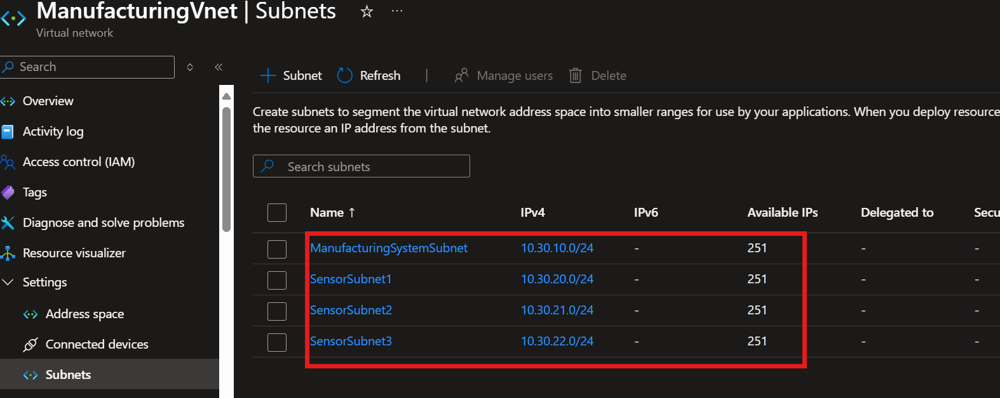 ManufacturingVnet | Subnets
Virtual network
Search
Overview
Activity log
Access control (IAM)
Tags
Diagnose and solve problems
Resource visualizer
Settings
Address space
Connected devices
Subnets
Subnet Refresh | Manage users Delete
Create subnets to segment the virtual network address space into smaller ranges for use by your applications. When you deploy resource
the resource an IP address from the subnet.
Search subnets
Name ↑ IPv4 IPv6 Available IPs Delegated to Secu
ManufacturingSystemSubnet 10.30.10.0/24 - 251 - -
SensorSubnet1 10.30.20.0/24 - 251 - -
SensorSubnet2 10.30.21.0/24 - 251 - -
SensorSubnet3 10.30.22.0/24 - 251 - -